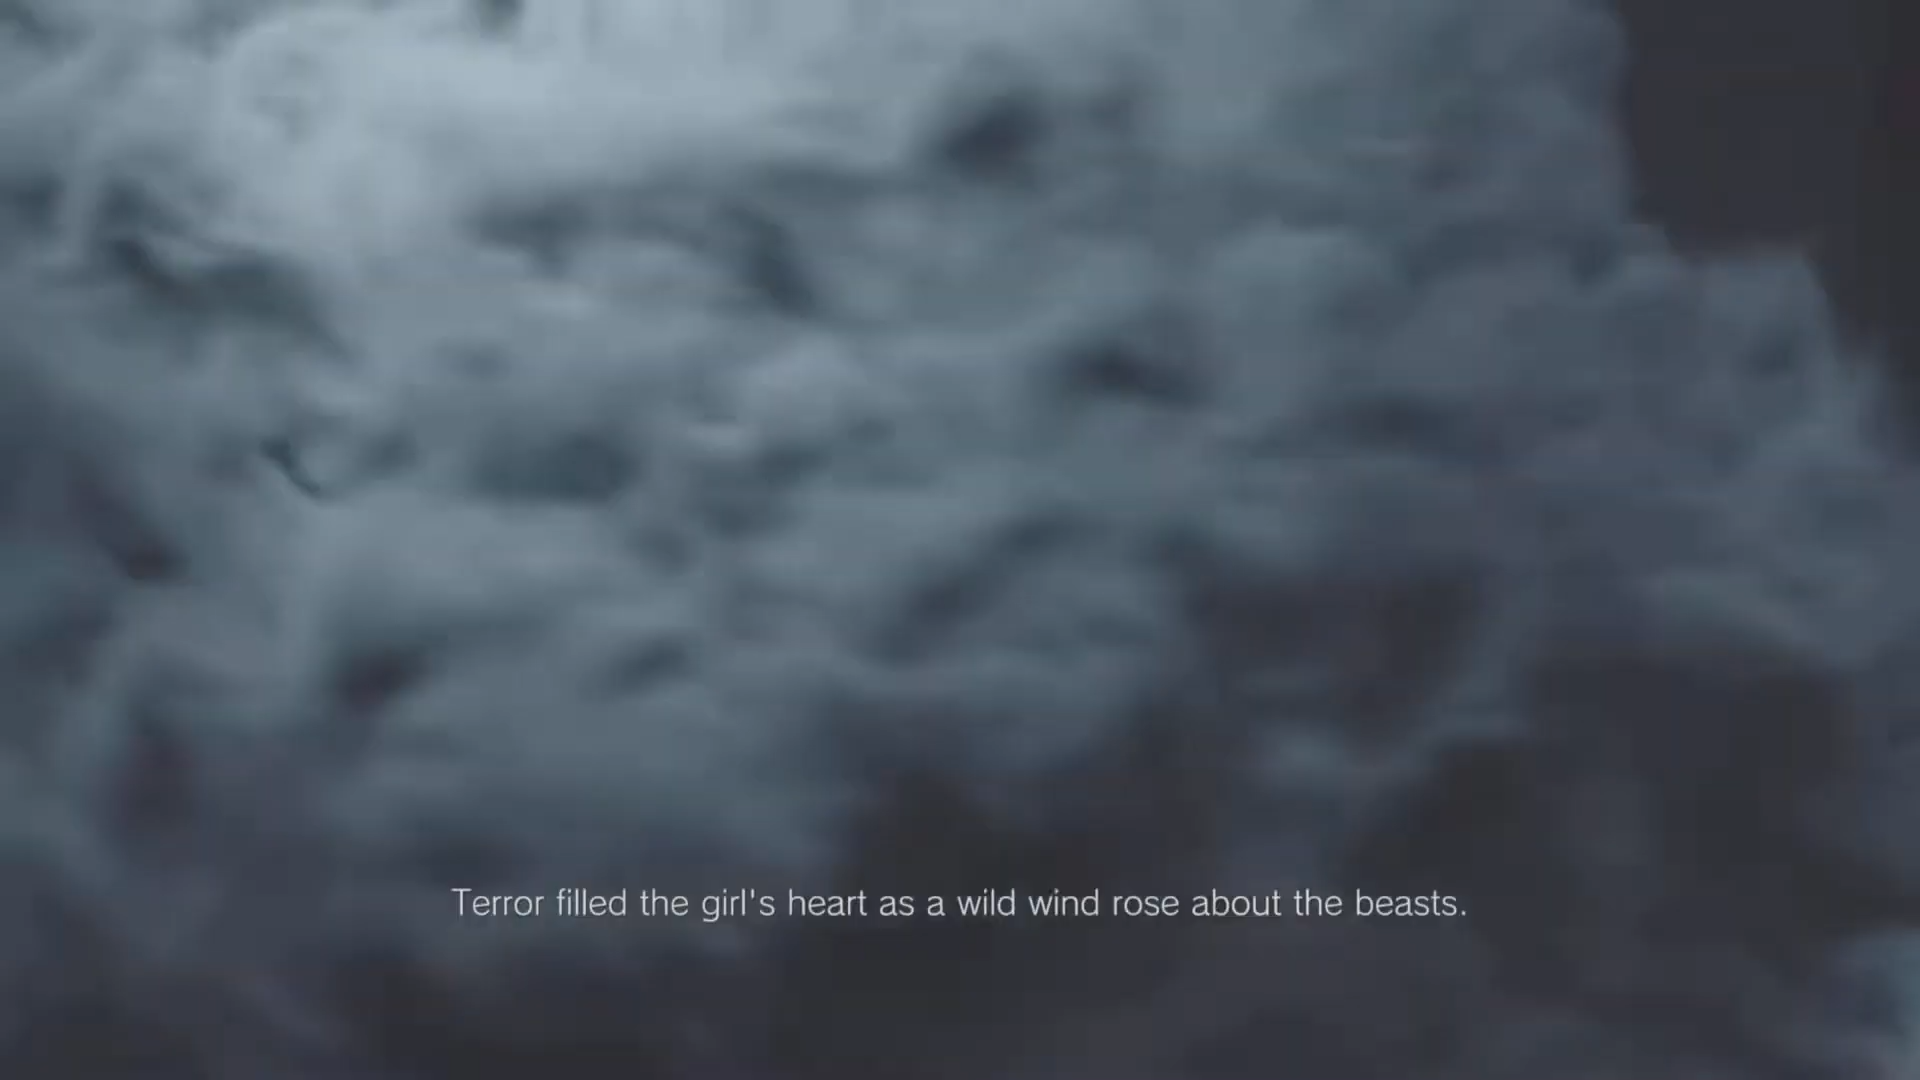 Terror filled the girl's heart as a wild wind rose about the beasts.